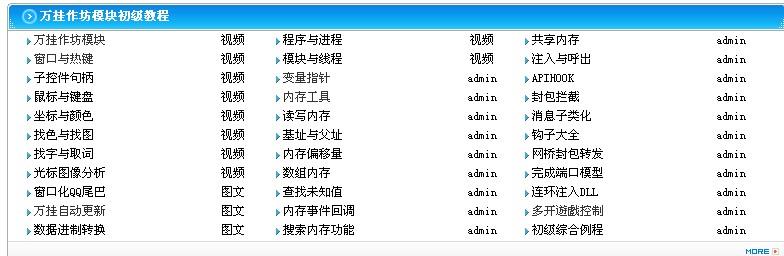 万挂作坊模块初级教程
万挂作坊模块 视频 程序与进程 视频 共享内存 admin
窗口与热键 视频 模块与线程 视频 注入与呼出 admin
子控件句柄 视频 变量指针 admin APIHOOK admin
鼠标与键盘 视频 内存工具 admin 封包拦截 admin
坐标与颜色 视频 读写内存 admin 消息子类化 admin
找色与找图 视频 基址与父址 admin 钩子大全 admin
找字与取词 视频 内存偏移量 admin 网桥封包转发 admin
光标图像分析 视频 数组内存 admin 完成端口模型 admin
窗口化QQ尾巴 图文 查找未知值 admin 连环注入DLL admin
万挂自动更新 图文 内存事件回调 admin 多开遊戲控制 admin
数据进制转换 图文 搜索内存功能 admin 初级综合例程 admin
MORE